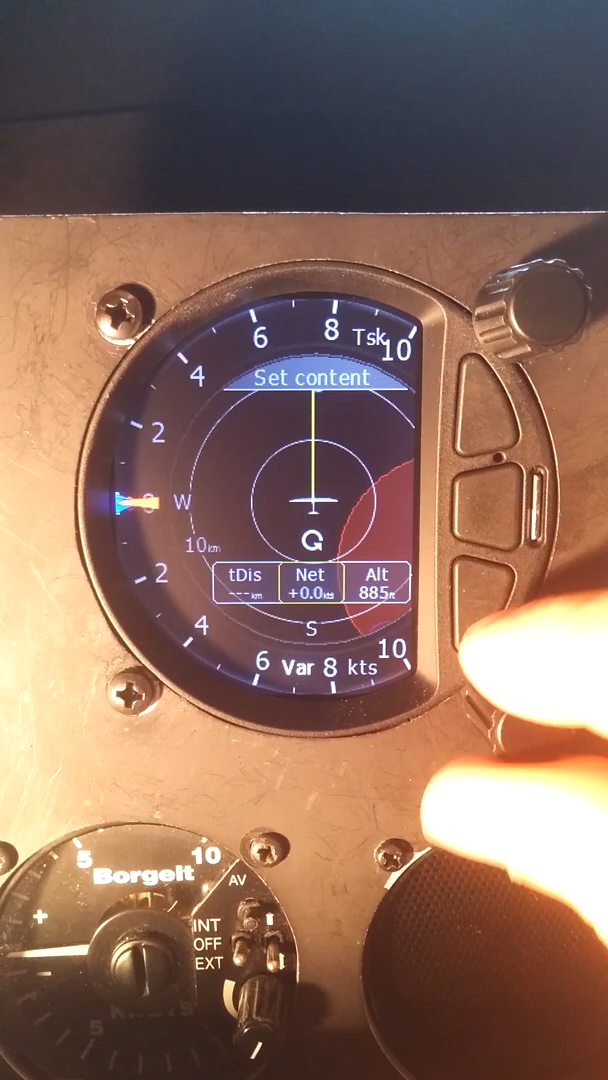 8
6
Tsk
10
4
Set content
2
W
10km
tDis Net Alt
---km +0.0kts 885ft
2
S
4
10
6 Var 8 kts
5 10
Borgelt
AV
+
INT
OFF
-
EXT
5